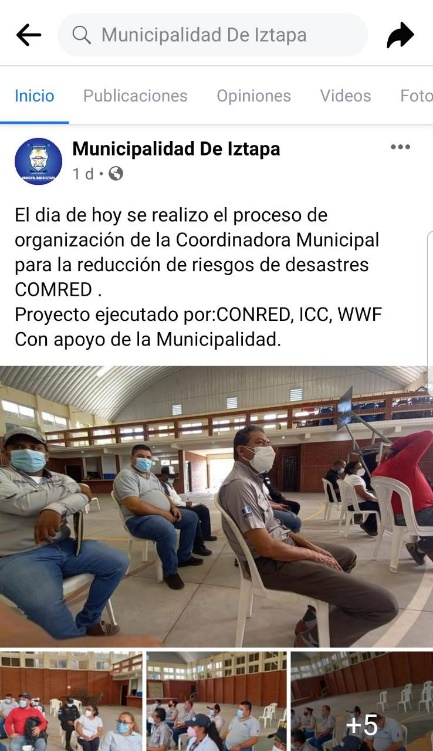 Municipalidad De Iztapa
Inicio Publicaciones Opiniones Videos Foto
Municipalidad De Iztapa
1 d
El dia de hoy se realizo el proceso de
organización de la Coordinadora Municipal
para la reducción de riesgos de desastres
COMRED .
Proyecto ejecutado por:CONRED, ICC, WWF
Con apoyo de la Municipalidad.
+5